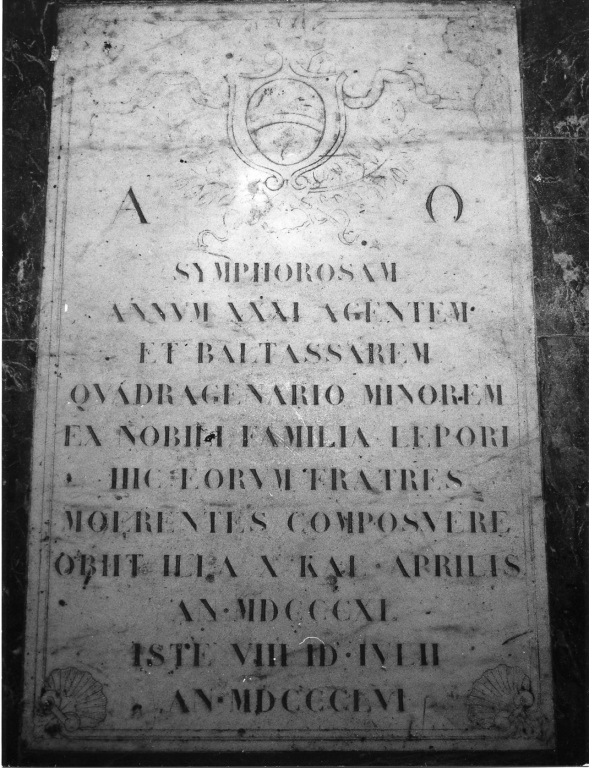 A Ω
SYMPHOROSAM
ANNVM XXXI AGENTEM
ET BALTASSAREM
QVADRAGENARIO MINOREM
EX NOBILI FAMILIA LEPORI
HIC EORVM FRATRES
MOERENTES COMPOSVERE
OBIIT ILLA X KAL · APRILIS
AN · MDCCCXL
ISTE VIII ID · IVLII
AN · MDCCCLVI